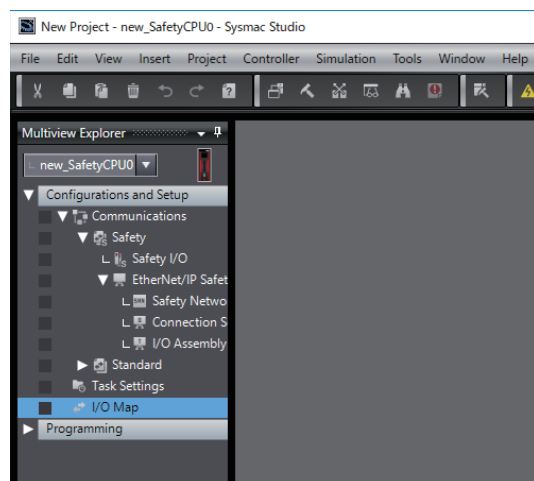 New Project - new_SafetyCPU0 - Sysmac Studio
File Edit View Insert Project Controller Simulation Tools Window Help
Multiview Explorer
new_SafetyCPU0
Configurations and Setup
Communications
Safety
Safety I/O
EtherNet/IP Safet
Safety Netwo
Connection S
I/O Assembly
Standard
Task Settings
I/O Map
Programming